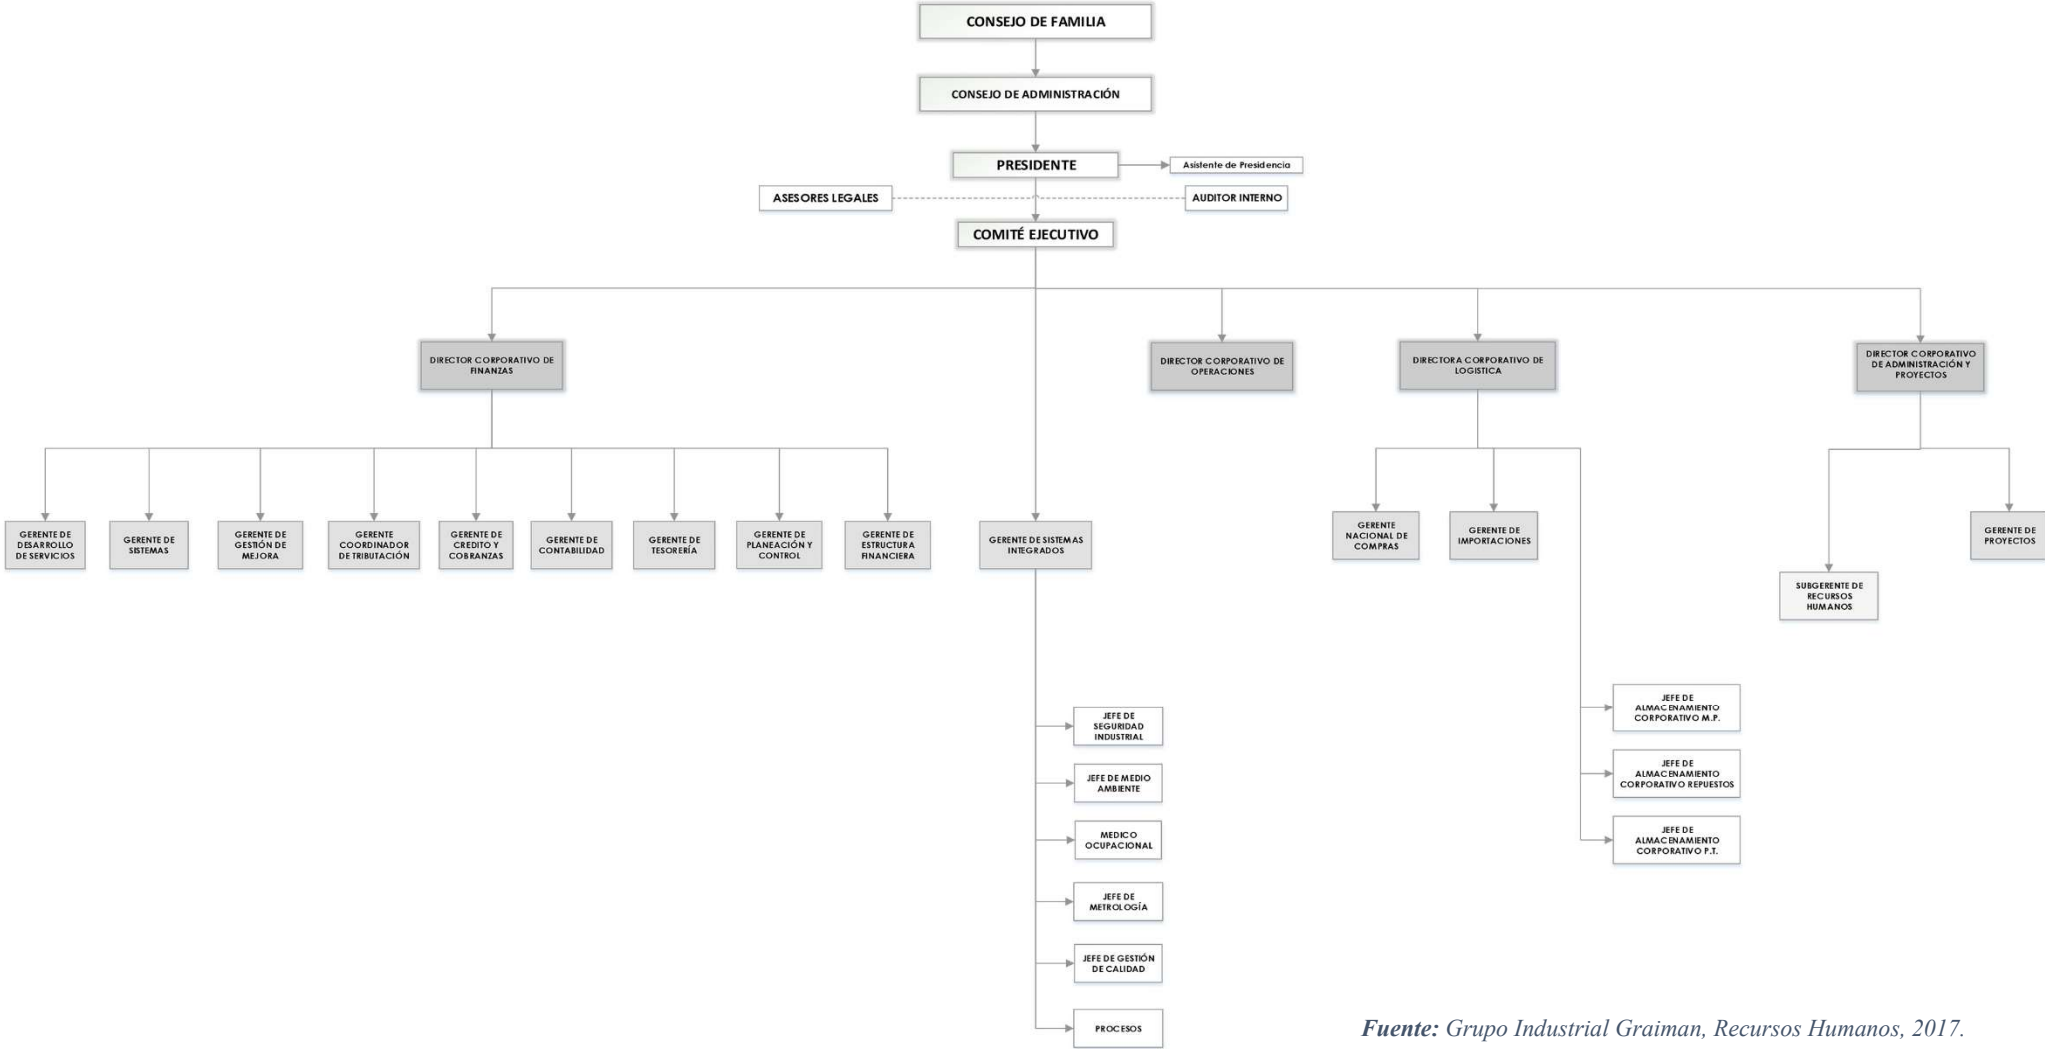 CONSEJO DE FAMILIA
CONSEJO DE ADMINISTRACIÓN
PRESIDENTE
Asistente de Presidencia
ASESORES LEGALES
AUDITOR INTERNO
COMITÉ EJECUTIVO
DIRECTOR CORPORATIVO DE
FINANZAS
DIRECTOR CORPORATIVO DE
OPERACIONES
DIRECTORA CORPORATIVO DE
LOGISTICA
DIRECTOR CORPORATIVO
DE ADMINISTRACIÓN Y
PROYECTOS
GERENTE DE
DESARROLLO
DE SERVICIOS
GERENTE DE
SISTEMAS
GERENTE DE
GESTIÓN DE
MEJORA
GERENTE
COORDINADOR
DE TRIBUTACIÓN
GERENTE DE
CREDITO Y
COBRANZAS
GERENTE DE
CONTABILIDAD
GERENTE DE
TESORERÍA
GERENTE DE
PLANEACIÓN Y
CONTROL
GERENTE DE
ESTRUCTURA
FINANCIERA
GERENTE DE SISTEMAS
INTEGRADOS
GERENTE
NACIONAL DE
COMPRAS
GERENTE DE
IMPORTACIONES
GERENTE DE
PROYECTOS
SUBGERENTE DE
RECURSOS
HUMANOS
JEFE DE
SEGURIDAD
INDUSTRIAL
JEFE DE MEDIO
AMBIENTE
MEDICO
OCUPACIONAL
JEFE DE
METROLOGÍA
JEFE DE GESTIÓN
DE CALIDAD
PROCESOS
JEFE DE
ALMACENAMIENTO
CORPORATIVO M.P.
JEFE DE
ALMACENAMIENTO
CORPORATIVO REPUESTOS
JEFE DE
ALMACENAMIENTO
CORPORATIVO P.T.
Fuente: Grupo Industrial Graiman, Recursos Humanos, 2017.